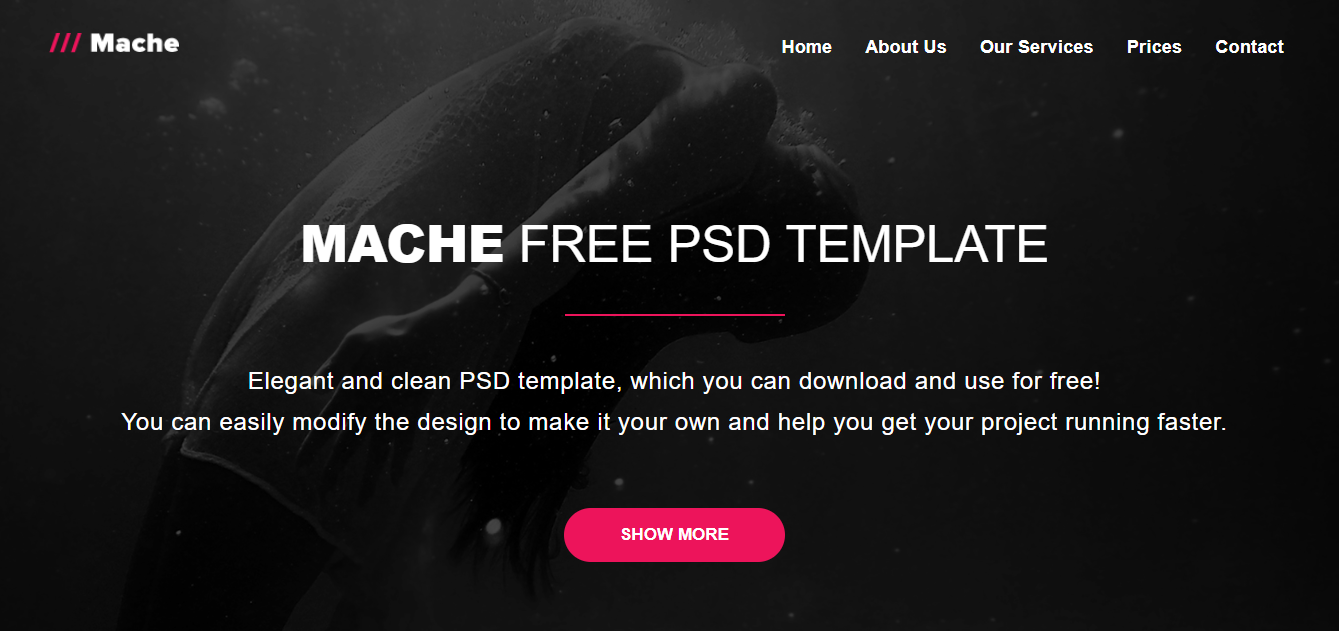 /// Mache
Home About Us Our Services Prices Contact
MACHE FREE PSD TEMPLATE
Elegant and clean PSD template, which you can download and use for free!
You can easily modify the design to make it your own and help you get your project running faster.
SHOW MORE